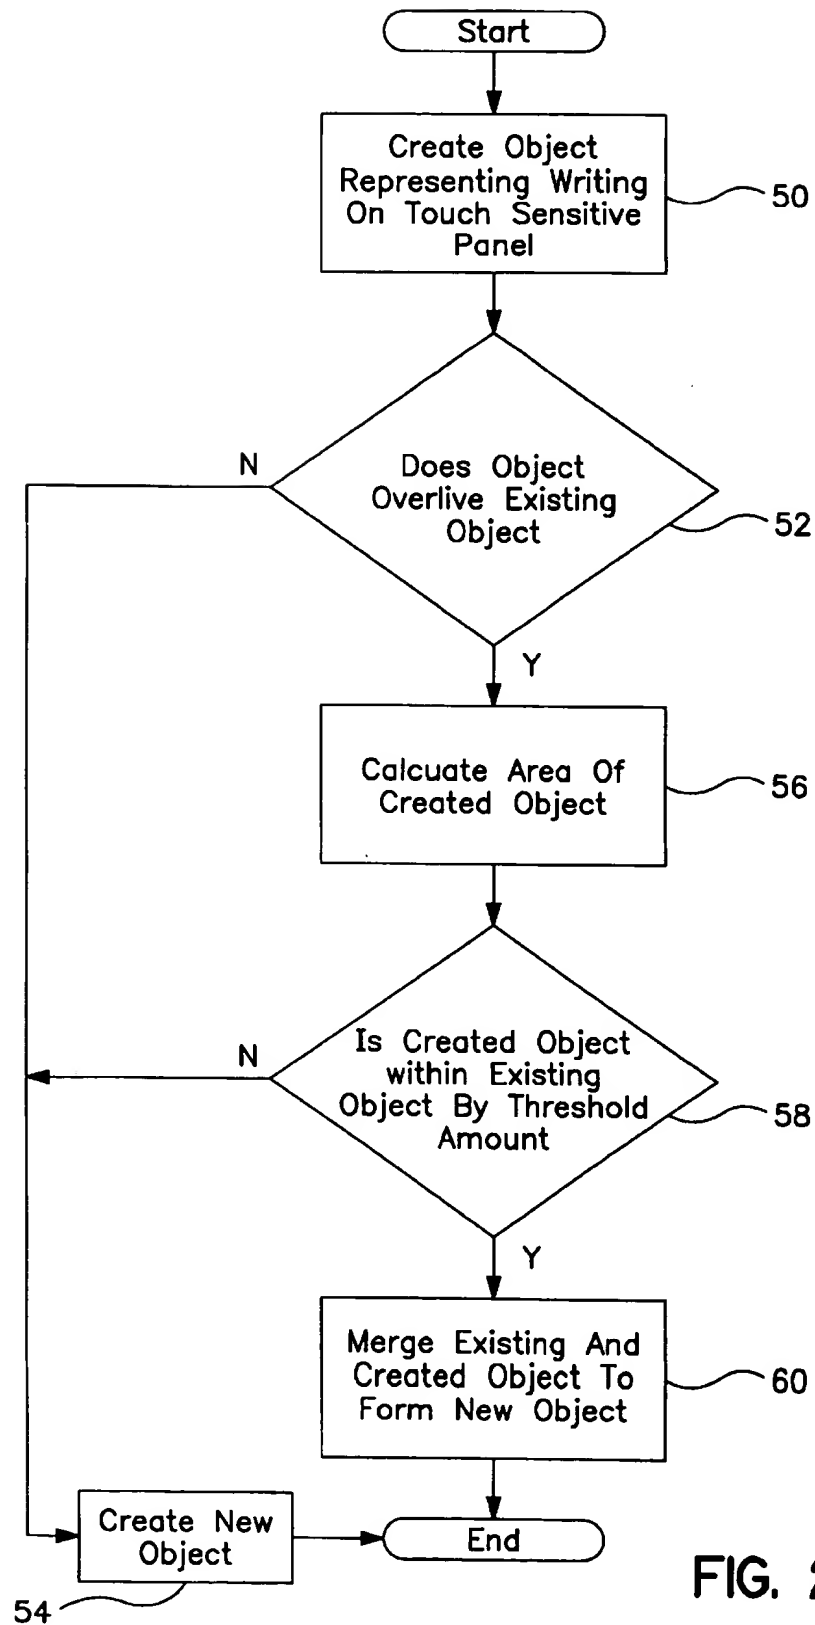 Start
Create Object
Representing Writing
On Touch Sensitive
Panel
50
Does Object
Overlive Existing
Object
52
N
Y
Calcuate Area Of
Created Object
56
Is Created Object
within Existing
Object By Threshold
Amount
58
N
Y
Merge Existing And
Created Object To
Form New Object
60
Create New
Object
54
End
FIG.